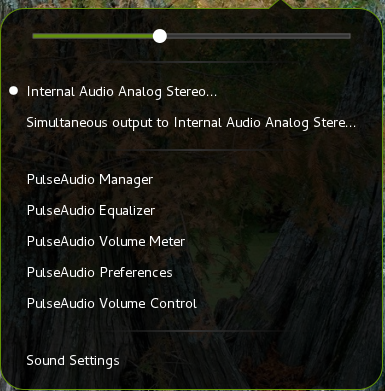 Internal Audio Analog Stereo...
Simultaneous output to Internal Audio Analog Stere...
PulseAudio Manager
PulseAudio Equalizer
PulseAudio Volume Meter
PulseAudio Preferences
PulseAudio Volume Control
Sound Settings